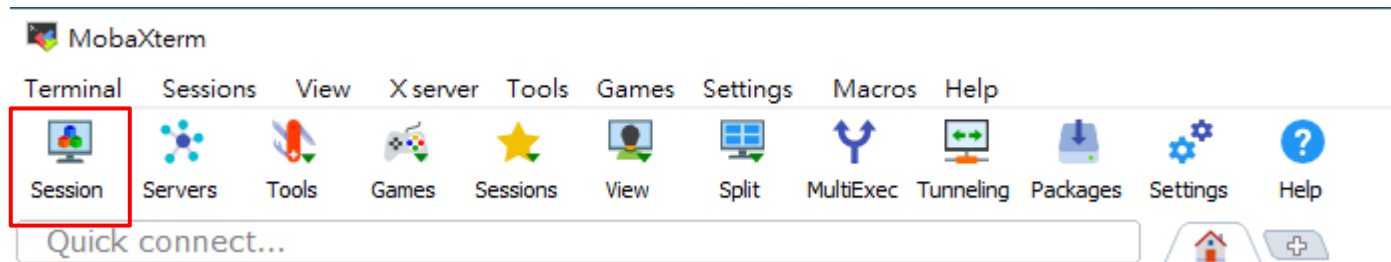 MobaXterm
Terminal Sessions View X server Tools Games Settings Macros Help
Session Servers Tools Games Sessions View Split MultiExec Tunneling Packages Settings Help
Quick connect...